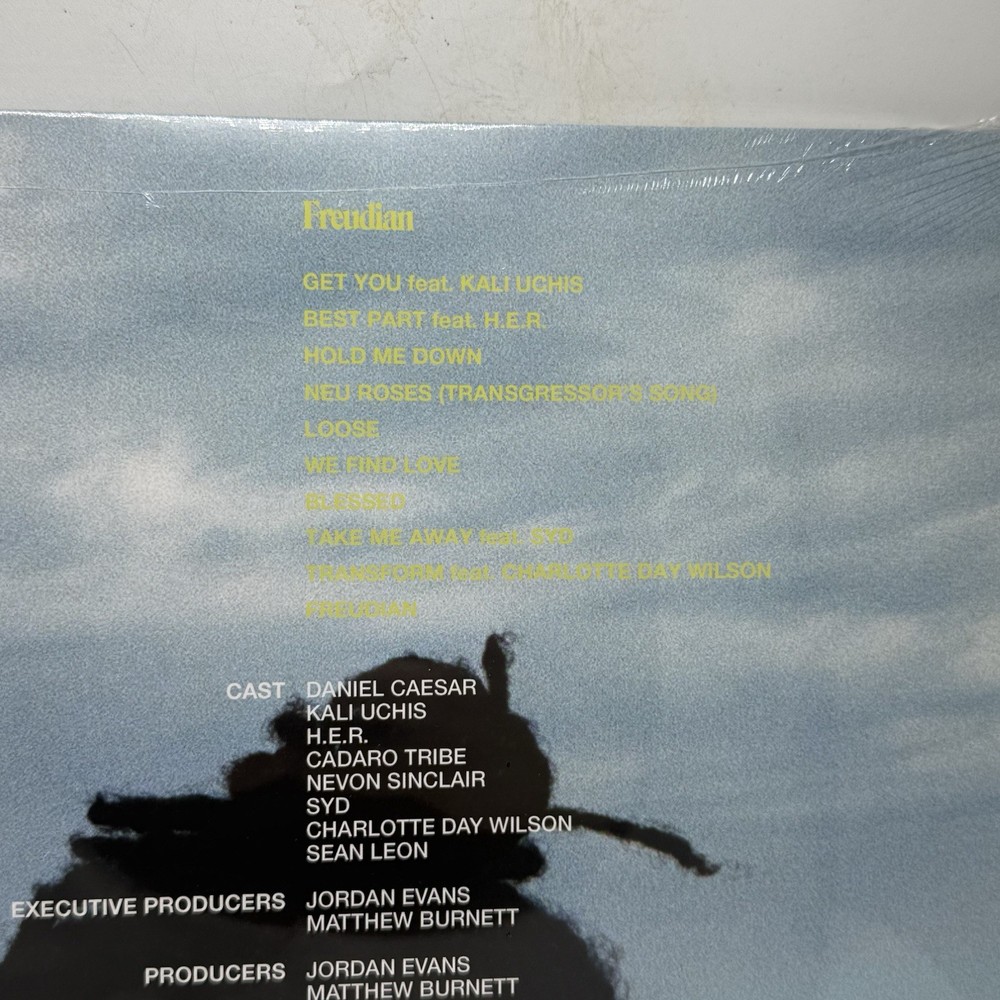 Freudian
GET YOU feat. KALI UCHIS
BEST PART feat. H.E.R.
HOLD ME DOWN
NEU ROSES (TRANSGRESSOR'S SONG)
LOOSE
WE FIND LOVE
BLESSED
TAKE ME AWAY feat. SYD
TRANSFORM feat. CHARLOTTE DAY WILSON
FREUDIAN
CAST DANIEL CAESAR
KALI UCHIS
H.E.R.
CADARO TRIBE
NEVON SINCLAIR
SYD
CHARLOTTE DAY WILSON
SEAN LEON
EXECUTIVE PRODUCERS JORDAN EVANS
MATTHEW BURNETT
PRODUCERS JORDAN EVANS
MATTHEW BURNETT